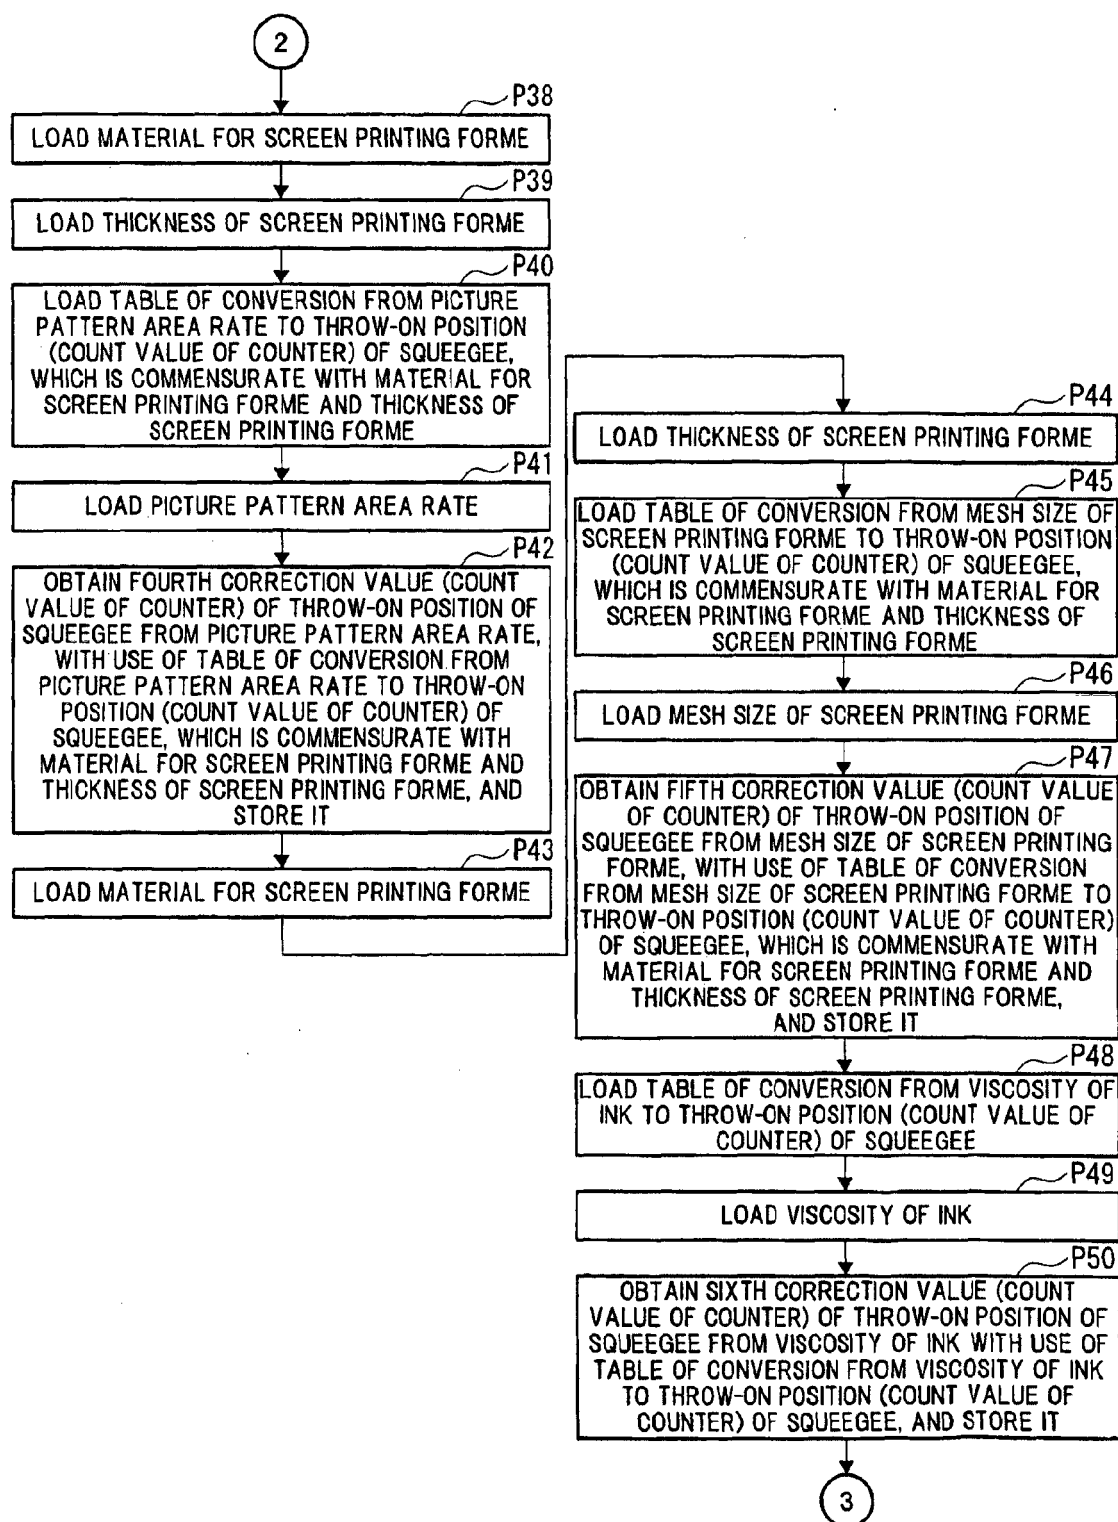 2
P38
LOAD MATERIAL FOR SCREEN PRINTING FORME
P39
LOAD THICKNESS OF SCREEN PRINTING FORME
P40
LOAD TABLE OF CONVERSION FROM PICTURE
PATTERN AREA RATE TO THROW-ON POSITION
(COUNT VALUE OF COUNTER) OF SQUEEGEE,
WHICH IS COMMENSURATE WITH MATERIAL FOR
SCREEN PRINTING FORME AND THICKNESS OF
SCREEN PRINTING FORME
P41
LOAD PICTURE PATTERN AREA RATE
P42
OBTAIN FOURTH CORRECTION VALUE (COUNT
VALUE OF COUNTER) OF THROW-ON POSITION OF
SQUEEGEE FROM PICTURE PATTERN AREA RATE,
WITH USE OF TABLE OF CONVERSION FROM
PICTURE PATTERN AREA RATE TO THROW-ON
POSITION (COUNT VALUE OF COUNTER) OF
SQUEEGEE, WHICH IS COMMENSURATE WITH
MATERIAL FOR SCREEN PRINTING FORME AND
THICKNESS OF SCREEN PRINTING FORME, AND
STORE IT
P43
LOAD MATERIAL FOR SCREEN PRINTING FORME
P44
LOAD THICKNESS OF SCREEN PRINTING FORME
P45
LOAD TABLE OF CONVERSION FROM MESH SIZE OF
SCREEN PRINTING FORME TO THROW-ON POSITION
(COUNT VALUE OF COUNTER) OF SQUEEGEE,
WHICH IS COMMENSURATE WITH MATERIAL FOR
SCREEN PRINTING FORME AND THICKNESS OF
SCREEN PRINTING FORME
P46
LOAD MESH SIZE OF SCREEN PRINTING FORME
P47
OBTAIN FIFTH CORRECTION VALUE (COUNT VALUE
OF COUNTER) OF THROW-ON POSITION OF
SQUEEGEE FROM MESH SIZE OF SCREEN PRINTING
FORME, WITH USE OF TABLE OF CONVERSION
FROM MESH SIZE OF SCREEN PRINTING FORME TO
THROW-ON POSITION (COUNT VALUE OF COUNTER)
OF SQUEEGEE, WHICH IS COMMENSURATE WITH
MATERIAL FOR SCREEN PRINTING FORME AND
THICKNESS OF SCREEN PRINTING FORME,
AND STORE IT
P48
LOAD TABLE OF CONVERSION FROM VISCOSITY OF
INK TO THROW-ON POSITION (COUNT VALUE OF
COUNTER) OF SQUEEGEE
P49
LOAD VISCOSITY OF INK
P50
OBTAIN SIXTH CORRECTION VALUE (COUNT
VALUE OF COUNTER) OF THROW-ON POSITION OF
SQUEEGEE FROM VISCOSITY OF INK WITH USE OF
TABLE OF CONVERSION FROM VISCOSITY OF INK
TO THROW-ON POSITION (COUNT VALUE OF
COUNTER) OF SQUEEGEE, AND STORE IT
3